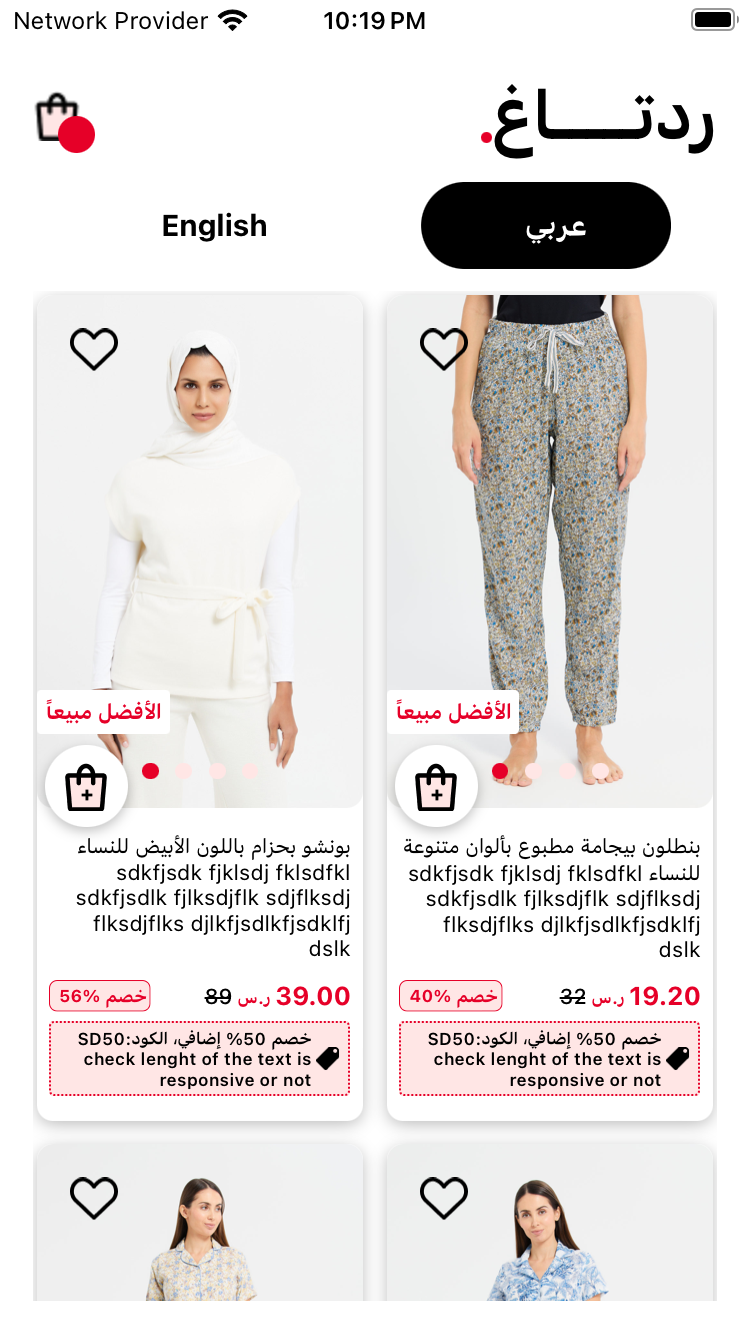 Network Provider 10:19 PM
ردتاغ
عربي
English
الأفضل مبيعاً
بنطلون بيجامة مطبوع بألوان متنوعة
للنساء sdkfjsdk fjklsdj fklsdfkl
sdkfjsdlk fjlksdjflk sdjflksdj
flksdjflks djlkfjsdlkfjsdklfj
dslk
19.20 ر.س 32
خصم 40%
خصم 50% إضافي، الكود:SD50
check lenght of the text is
responsive or not
الأفضل مبيعاً
بونشو بحزام باللون الأبيض للنساء
sdkfjsdk fjklsdj fklsdfkl
sdkfjsdlk fjlksdjflk sdjflksdj
flksdjflks djlkfjsdlkfjsdklfj
dslk
39.00 ر.س 89
خصم 56%
خصم 50% إضافي، الكود:SD50
check lenght of the text is
responsive or not